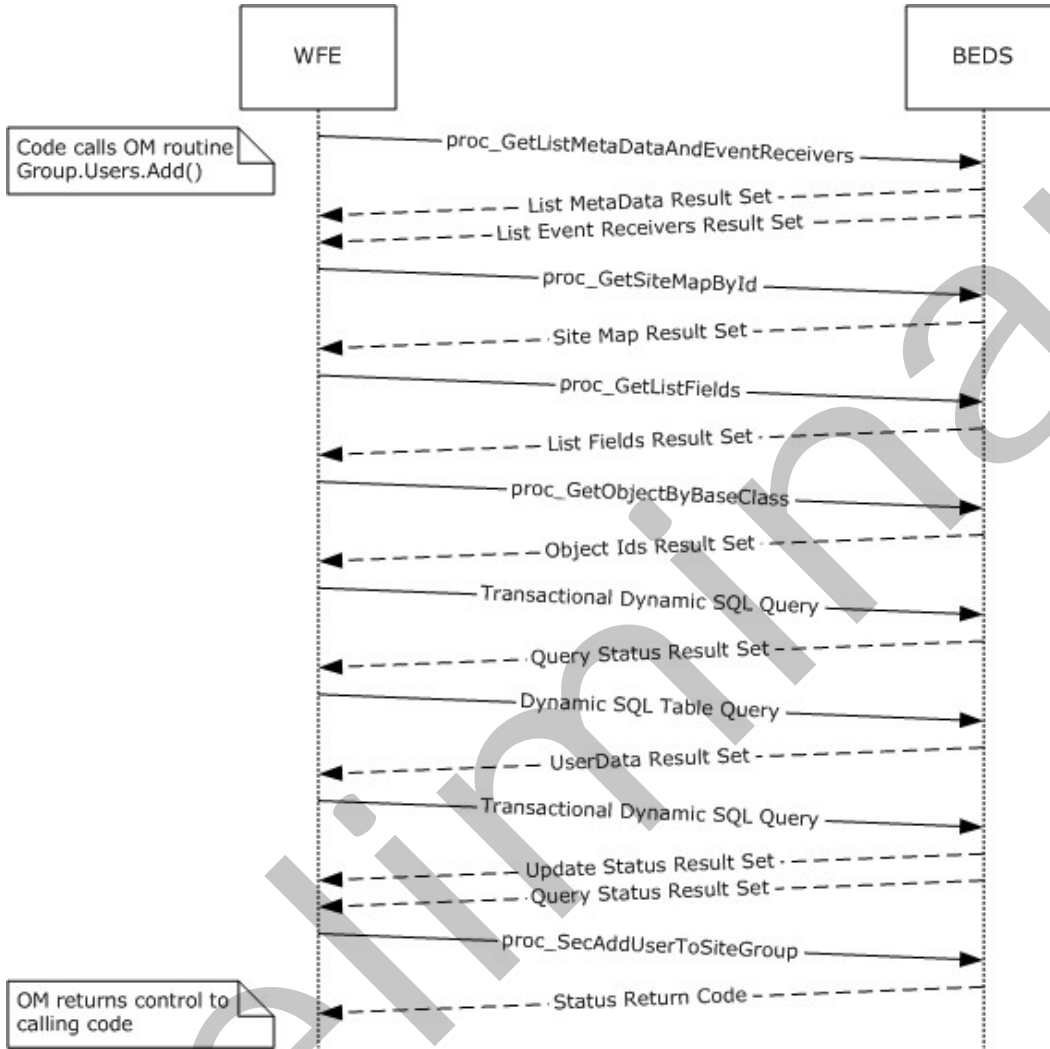 WFE
BEDS
Code calls OM routine
Group.Users.Add()
proc_GetListMetaDataAndEventReceivers
List MetaData Result Set
List Event Receivers Result Set
proc_GetSiteMapById
Site Map Result Set
proc_GetListFields
List Fields Result Set
proc_GetObjectByBaseClass
Object Ids Result Set
Transactional Dynamic SQL Query
Query Status Result Set
Dynamic SQL Table Query
UserData Result Set
Transactional Dynamic SQL Query
Update Status Result Set
Query Status Result Set
proc_SecAddUserToSiteGroup
Status Return Code
OM returns control to
calling code